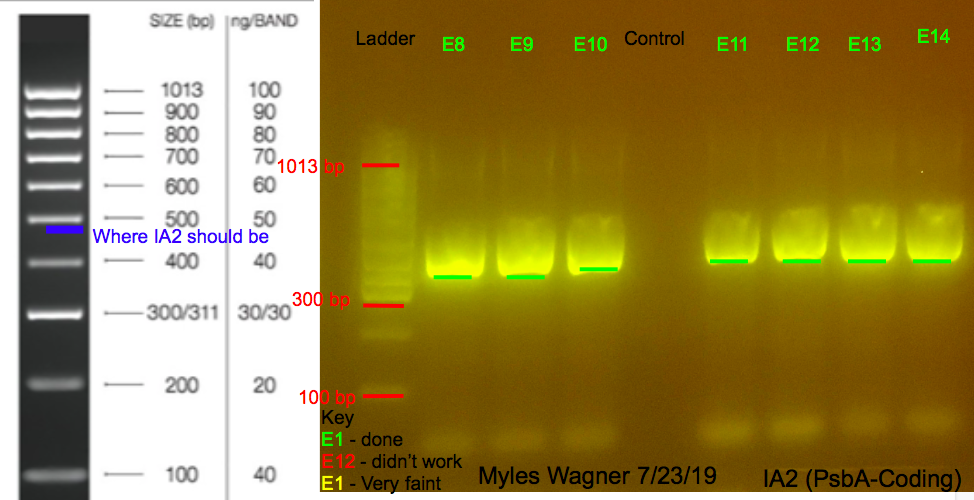 SIZE (bp) ng/BAND
1013 100
900 90
800 80
700 70
600 60
500 50
Where IA2 should be
400 40
300/311 30/30
200 20
100 40
Ladder E8 E9 E10 Control E11 E12 E13 E14
1013 bp
300 bp
100 bp
Key
E1 - done
E12 - didn't work
E1 - Very faint
Myles Wagner 7/23/19
IA2 (PsbA-Coding)